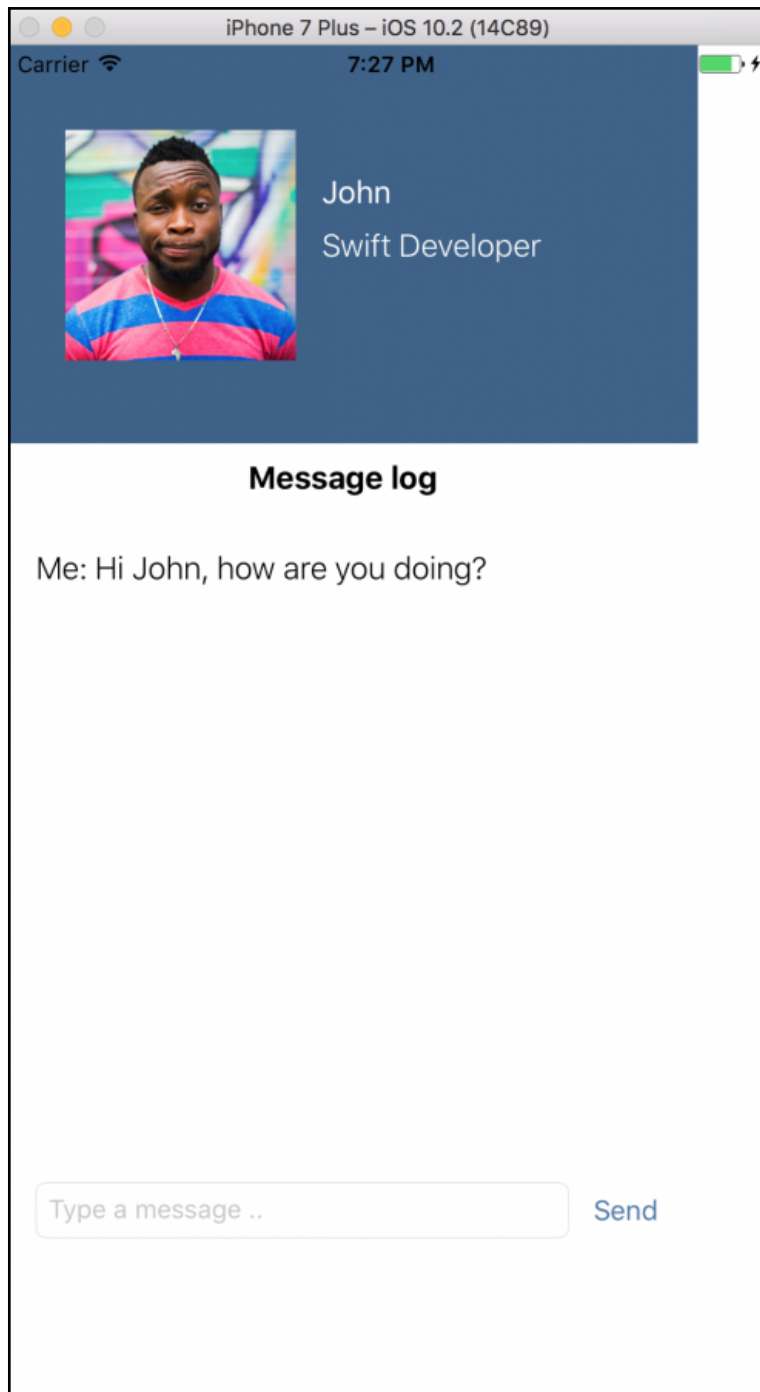 iPhone 7 Plus – iOS 10.2 (14C89)
Carrier 7:27 PM
John
Swift Developer
Message log
Me: Hi John, how are you doing?
Type a message .. Send